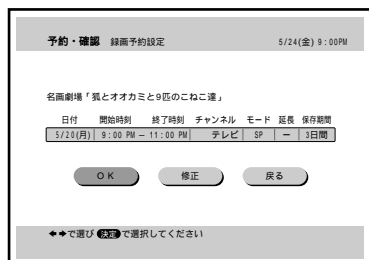 予約・確認 録画予約設定 5/24(金) 9:00PM
名画劇場「狐とオオカミと9匹のこねこ達」
日付 開始時刻 終了時刻 チャンネル モード 延長 保存期間
5/20(月) 9:00 PM － 11:00 PM テレビ SP ー 3日間
OK 修正 戻る
←→で選び 決定 で選択してください